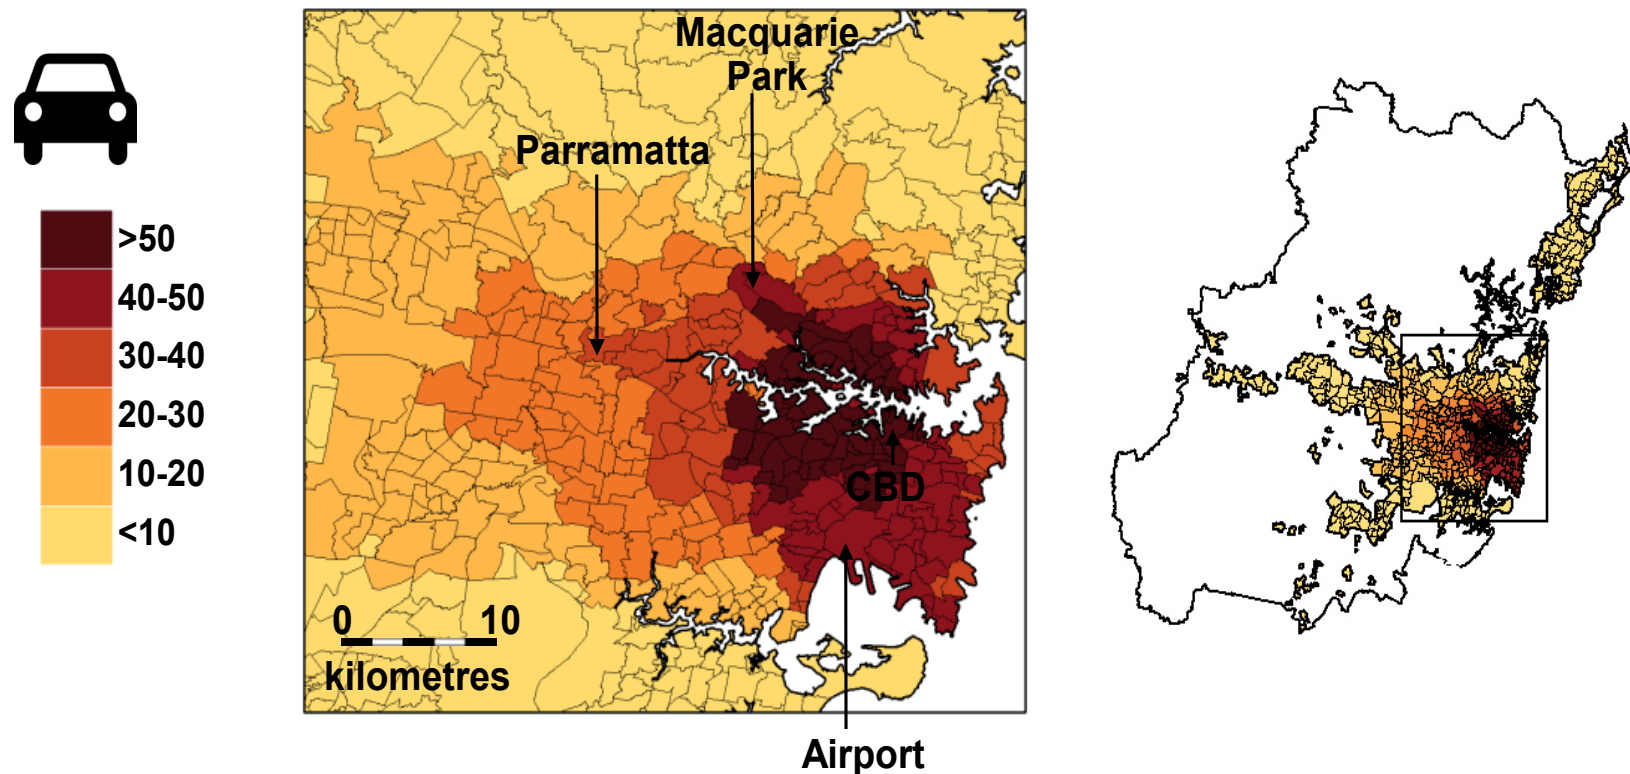 Macquarie
Park
Parramatta
>50
40-50
30-40
20-30
10-20
<10
CBD
0 10
kilometres
Airport